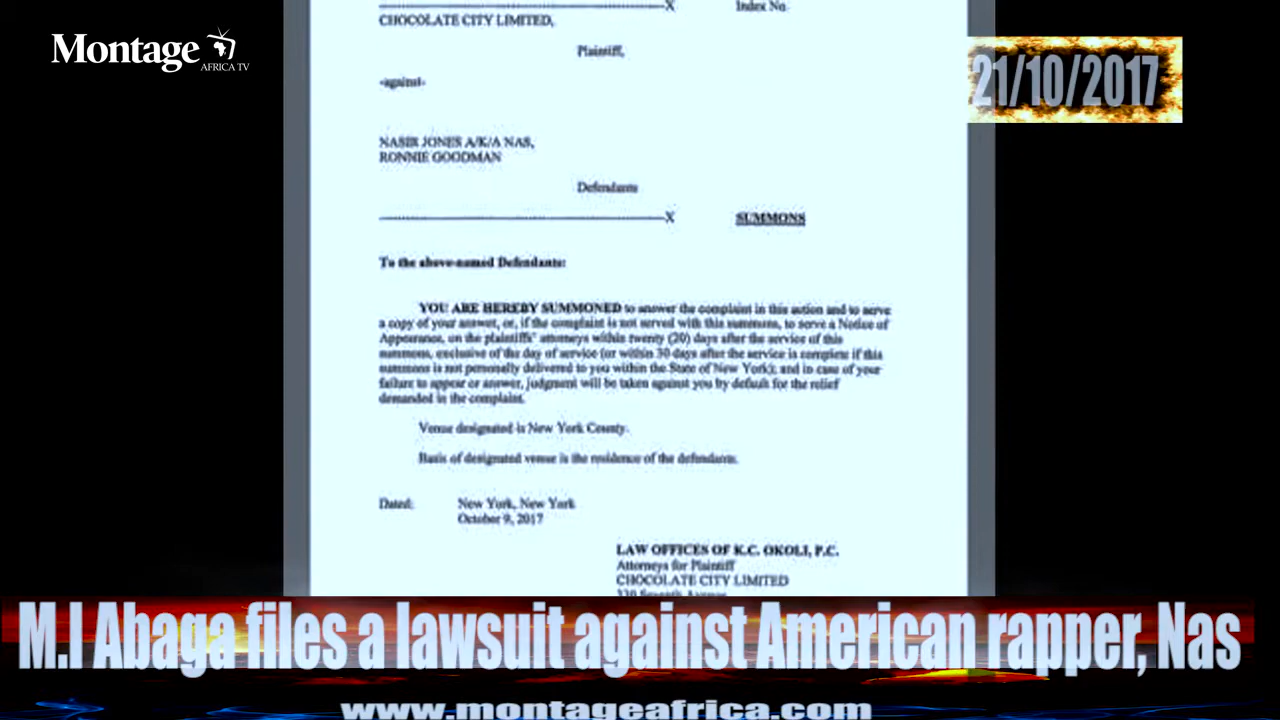 Montage
AFRICA TV
21/10/2017
X Index No.
CHOCOLATE CITY LIMITED,
Plaintiff,
-against-
NASIR JONES A/K/A NAS,
RONNIE GOODMAN
Defendants
X SUMMONS
To the above-named Defendants:
YOU ARE HEREBY SUMMONED to answer the complaint in this action and to serve
a copy of your answer, or, if the complaint is not served with this summons, to serve a Notice of
Appearance, on the plaintiffs' attorneys within twenty (20) days after the service of this
summons, exclusive of the day of service (or within 30 days after the service is complete if this
summons is not personally delivered to you within the State of New York); and in case of your
failure to appear or answer, judgment will be taken against you by default for the relief
demanded in the complaint.
Venue designated is New York County.
Basis of designated venue is the residence of the defendants.
Dated: New York, New York
October 9, 2017
LAW OFFICES OF K.C. OKOLI, P.C.
Attorneys for Plaintiff
CHOCOLATE CITY LIMITED
330 Seventh Avenue
M.I Abaga files a lawsuit against American rapper, Nas
www.montageafrica.com